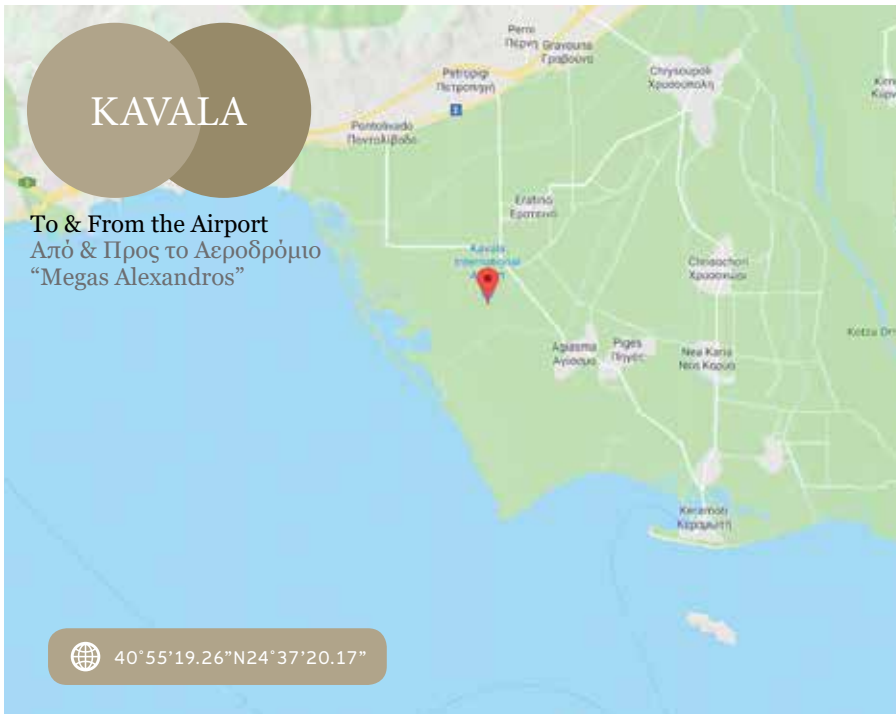 KAVALA
To & From the Airport
Από & Προς το Αεροδρόμιο
“Megas Alexandros”
Perni
Πέρνη
Gravouna
Γραβούνα
Petropigi
Πετροπηγή
2
Pontolivado
Ποντολίβαδο
Chrysoupoli
Χρυσούπολη
Eratino
Ερατεινό
Kavala
International
Chrisochori
Χρυσοχώρι
Agiasma
Αγίασμα
Piges
Πηγές
Nea Karia
Νέα Καρυά
Keramoti
Κεραμωτή
40°55’19.26”N24°37’20.17”